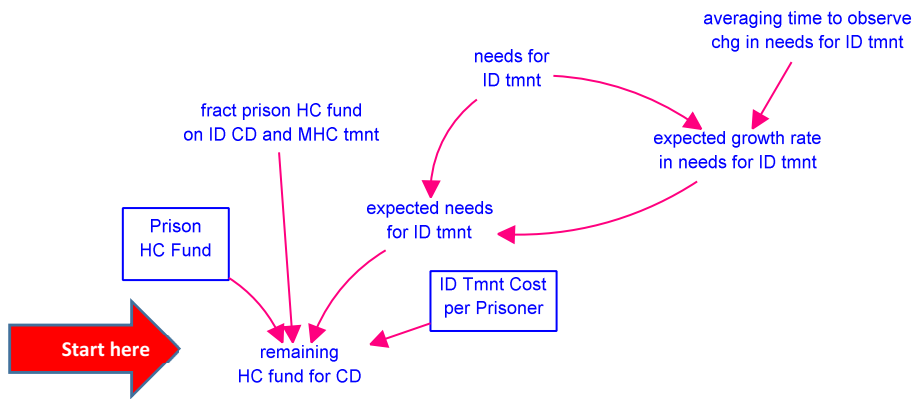 averaging time to observe
chg in needs for ID tmnt
needs for
ID tmnt
fract prison HC fund
on ID CD and MHC tmnt
expected growth rate
in needs for ID tmnt
expected needs
for ID tmnt
Prison
HC Fund
ID Tmnt Cost
per Prisoner
Start here
remaining
HC fund for CD